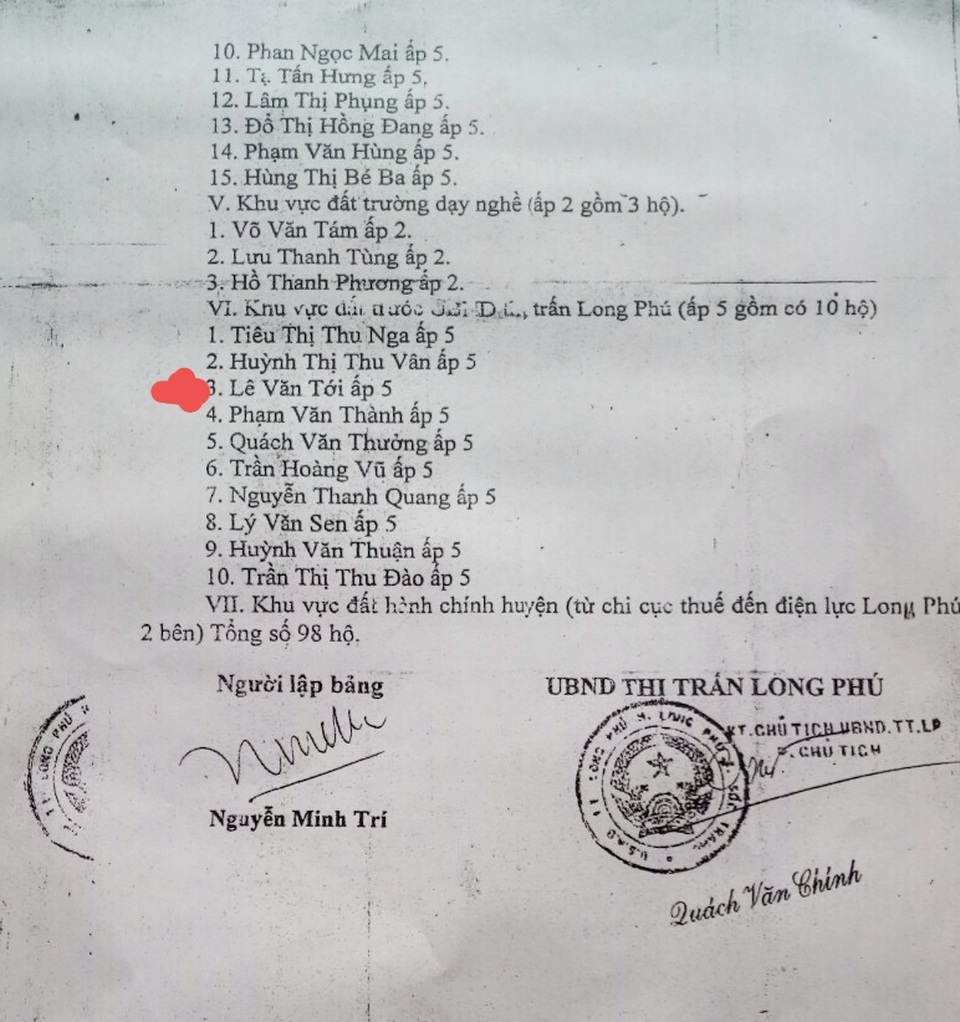 10. Phan Ngọc Mai ấp 5.
11. Tấn Hưng ấp 5.
12. Lâm Thị Phụng ấp 5.
13. Đồ Thị Hồng Đang ấp 5.
14. Phạm Văn Hùng ấp 5.
15. Hùng Thị Bé Ba ấp 5.
V. Khu vực đất trường dạy nghề (ấp 2 gồm 3 hộ).
1. Võ Văn Tám ấp 2.
2. Lưu Thanh Tùng ấp 2.
3. Hồ Thanh Phương ấp 2.
VI. Khu vực trấn Long Phú (ấp 5 gồm có 10 hộ)
1. Tiêu Thị Thu Nga ấp 5
2. Huỳnh Thị Thu Vân ấp 5
3. Lê Văn Tới ấp 5
4. Phạm Văn Thành ấp 5
5. Quách Văn Thưởng ấp 5
6. Trần Hoàng Vũ ấp 5
7. Nguyễn Thanh Quang ấp 5
8. Lý Văn Sen ấp 5
9. Huỳnh Văn Thuận ấp 5
10. Trần Thị Thu Đào ấp 5
VII. Khu vực đất hành chính huyện (từ chi cục thuế đến điện lực Long Phú
2 bên) Tổng số 98 hộ.
Người lập bảng
UBND THỊ TRẤN LONG PHÚ
KT. CHỦ TỊCH UBND.TT.LP
P. CHỦ TỊCH
Nguyễn Minh Trí
Quách Văn Chính